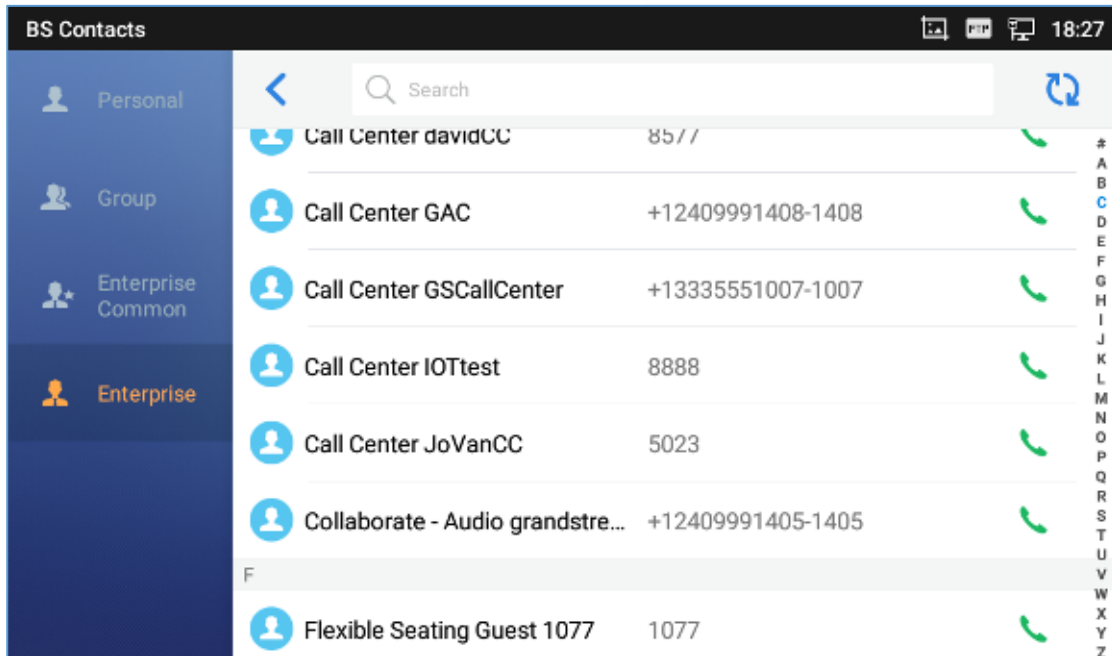 BS Contacts
18:27
Personal
Group
Enterprise
Common
Enterprise
Search
Call Center davidCC 8577
Call Center GAC +12409991408-1408
Call Center GSCallCenter +13335551007-1007
Call Center IOTtest 8888
Call Center JoVanCC 5023
Collaborate - Audio grandstre... +12409991405-1405
F
Flexible Seating Guest 1077 1077
#
A
B
C
D
E
F
G
H
I
J
K
L
M
N
O
P
Q
R
S
T
U
V
W
X
Y
Z